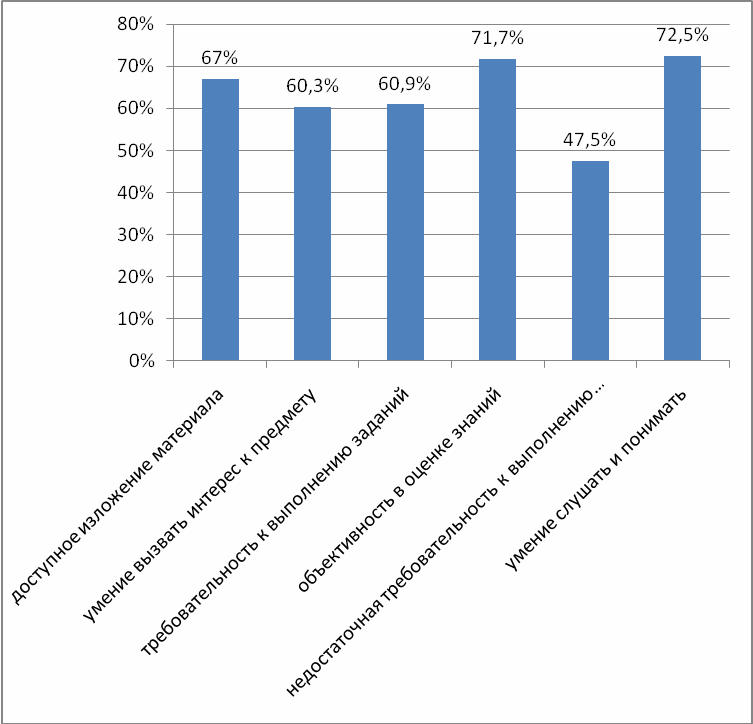 80%
70%
60%
50%
40%
30%
20%
10%
0%
67%
60,3%
60,9%
71,7%
47,5%
72,5%
доступное изложение материала
умение вызвать интерес к предмету
требовательность к выполнению заданий
объективность в оценке знаний
недостаточная требовательность к выполнению...
умение слушать и понимать